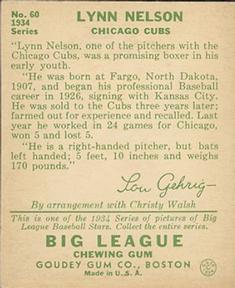 No. 60
1934
Series
LYNN NELSON
CHICAGO CUBS
"Lynn Nelson, one of the pitchers with the
Chicago Cubs, was a promising boxer in his
early youth.
"He was born at Fargo, North Dakota,
1907, and began his professional Baseball
career in 1926, signing with Kansas City.
He was sold to the Cubs three years later;
farmed out for experience and recalled. Last
year he worked in 24 games for Chicago,
won 5 and lost 5.
"He is a right-handed pitcher, but bats
left handed; 5 feet, 10 inches and weighs
170 pounds."
Lou Gehrig
By arrangement with Christy Walsh
This is one of the 1934 Series of pictures of Big
League Baseball Stars. Collect the entire series.
BIG LEAGUE
CHEWING GUM
GOUDEY GUM CO., BOSTON
Made in U.S.A.